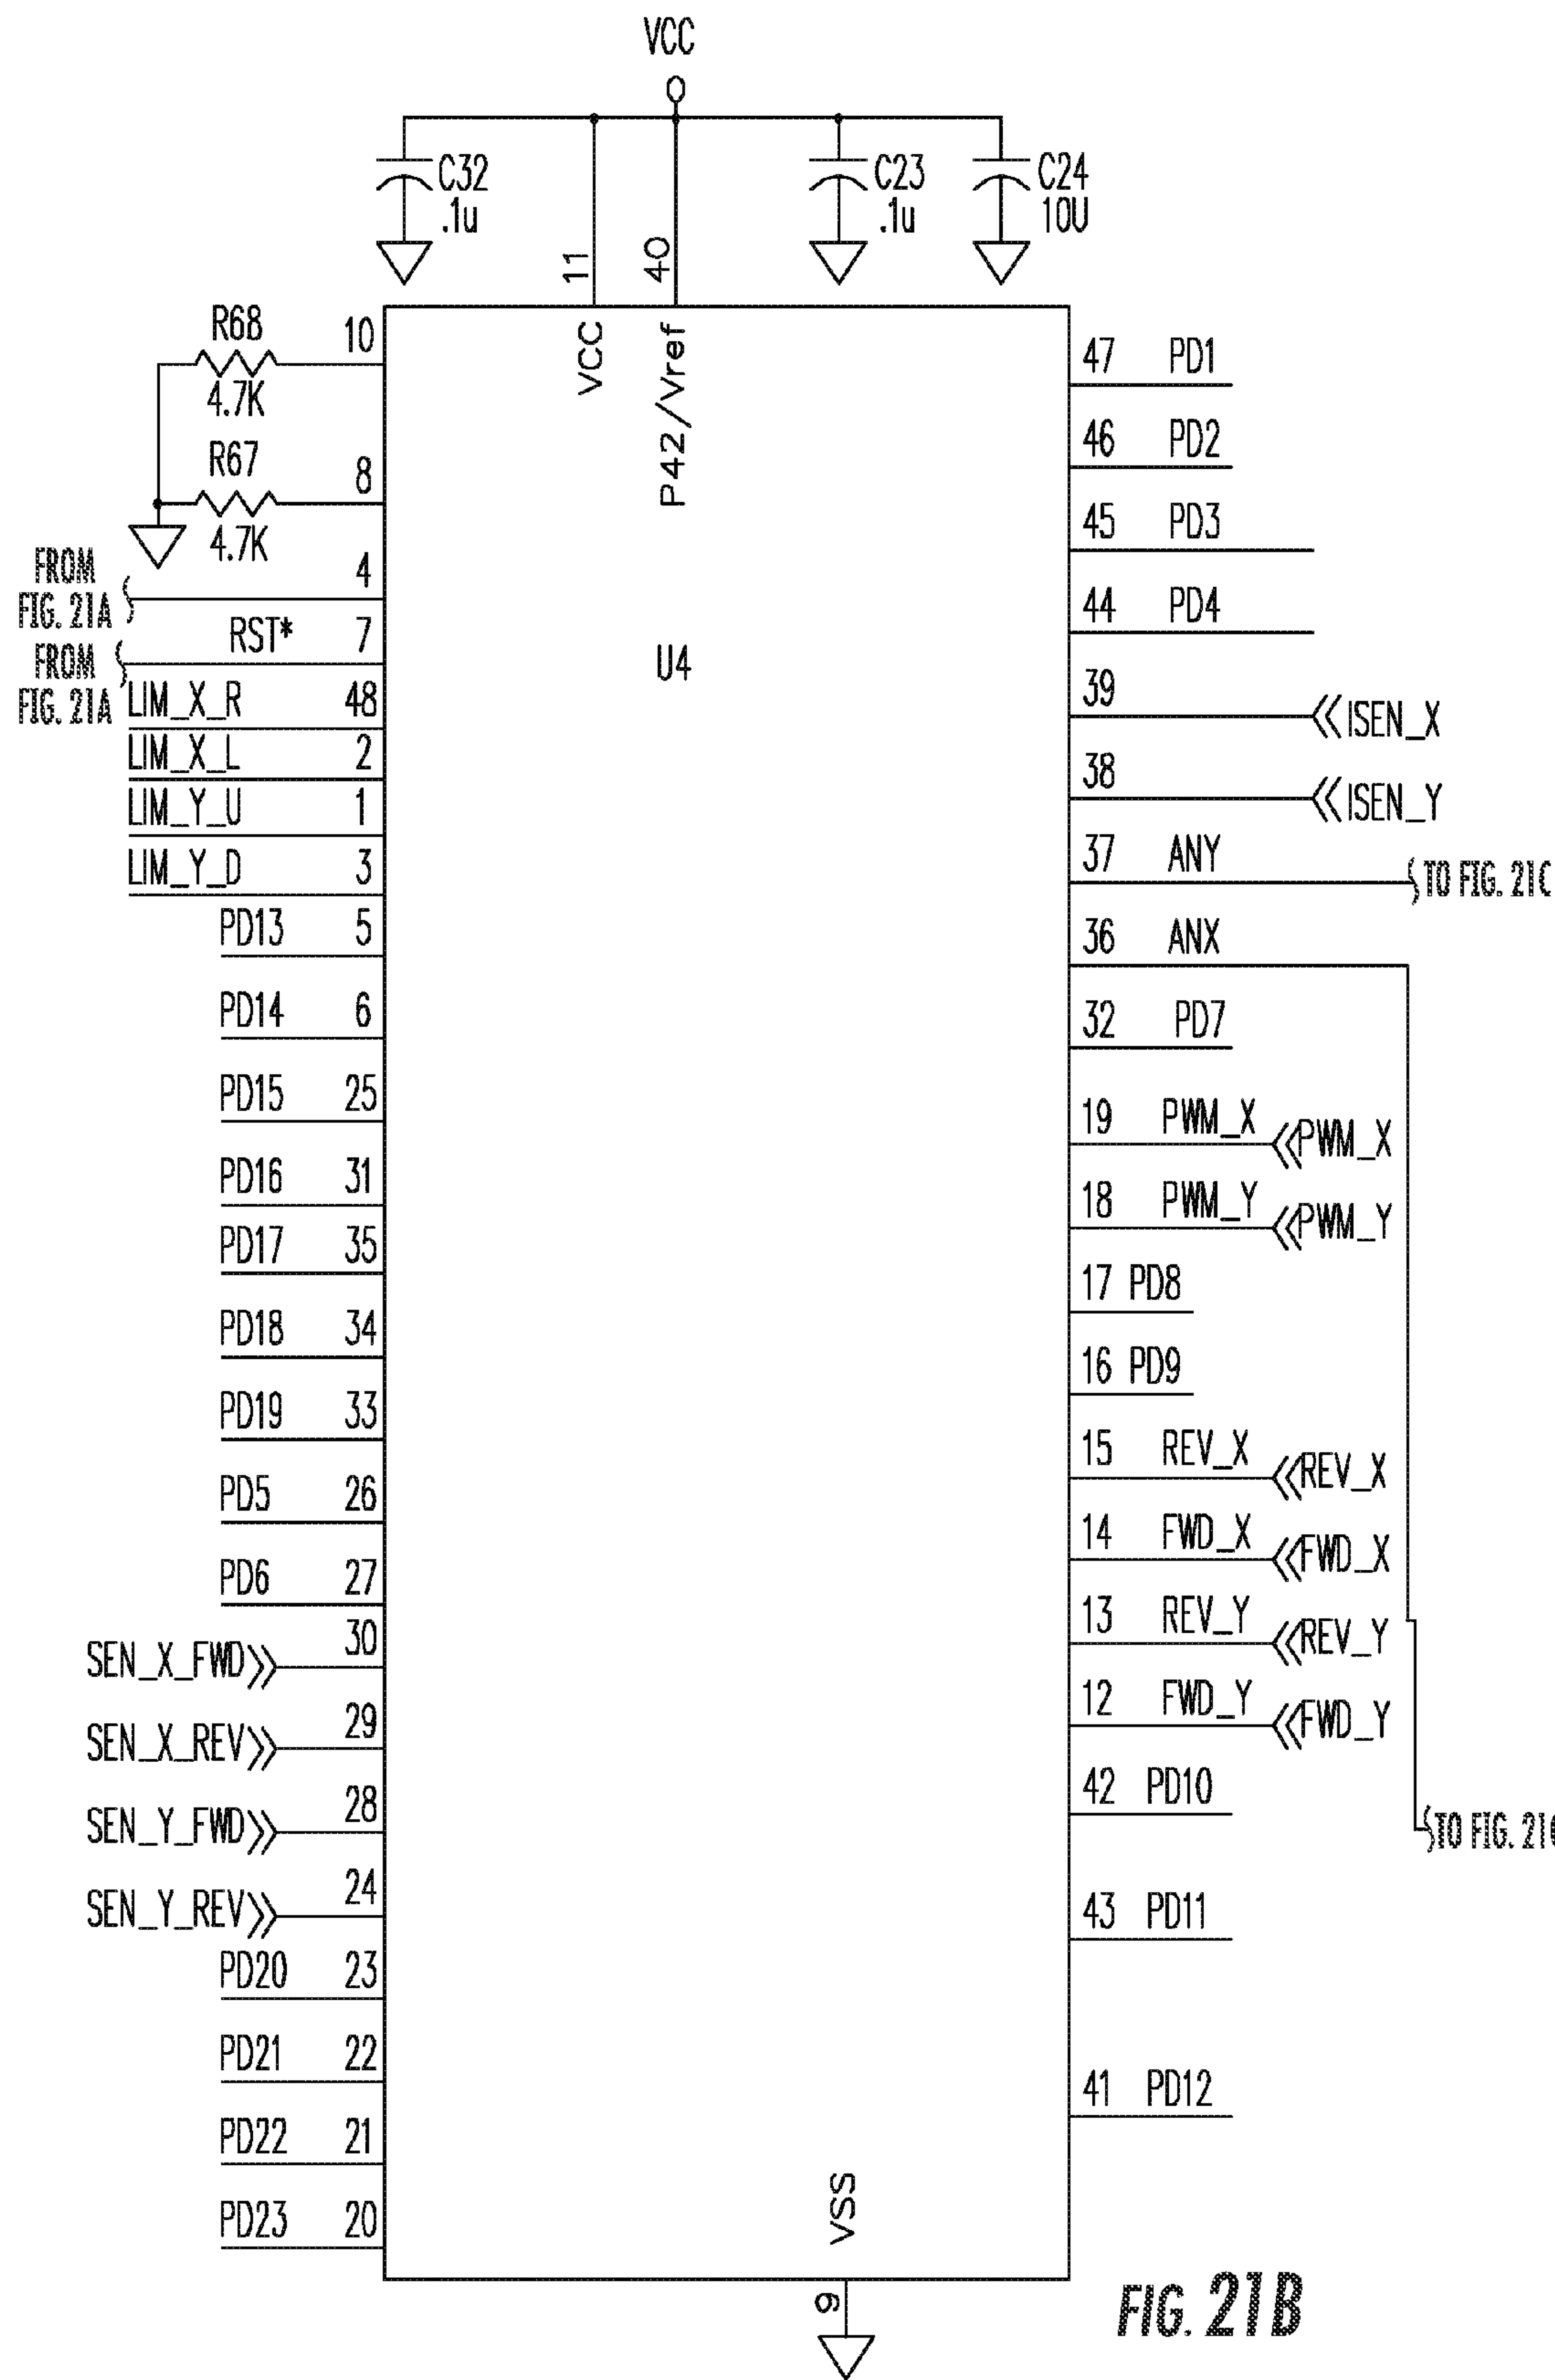 VCC
C32
.1u
C23
.1u
C24
10U
11
40
VCC
P42/Vref
R68
4.7K
10
R67
4.7K
8
FROM
FIG. 21A
4
FROM
FIG. 21A
RST* 7
LIM_X_R 48
LIM_X_L 2
LIM_Y_U 1
LIM_Y_D 3
PD13 5
PD14 6
PD15 25
PD16 31
PD17 35
PD18 34
PD19 33
PD5 26
PD6 27
SEN_X_FWD 30
SEN_X_REV 29
SEN_Y_FWD 28
SEN_Y_REV 24
PD20 23
PD21 22
PD22 21
PD23 20
U4
47 PD1
46 PD2
45 PD3
44 PD4
39 ISEN_X
38 ISEN_Y
37 ANY TO FIG. 21C
36 ANX
32 PD7
19 PWM_X PWM_X
18 PWM_Y PWM_Y
17 PD8
16 PD9
15 REV_X REV_X
14 FWD_X FWD_X
13 REV_Y REV_Y
12 FWD_Y FWD_Y
42 PD10
TO FIG. 21C
43 PD11
41 PD12
VSS
9
FIG. 21B